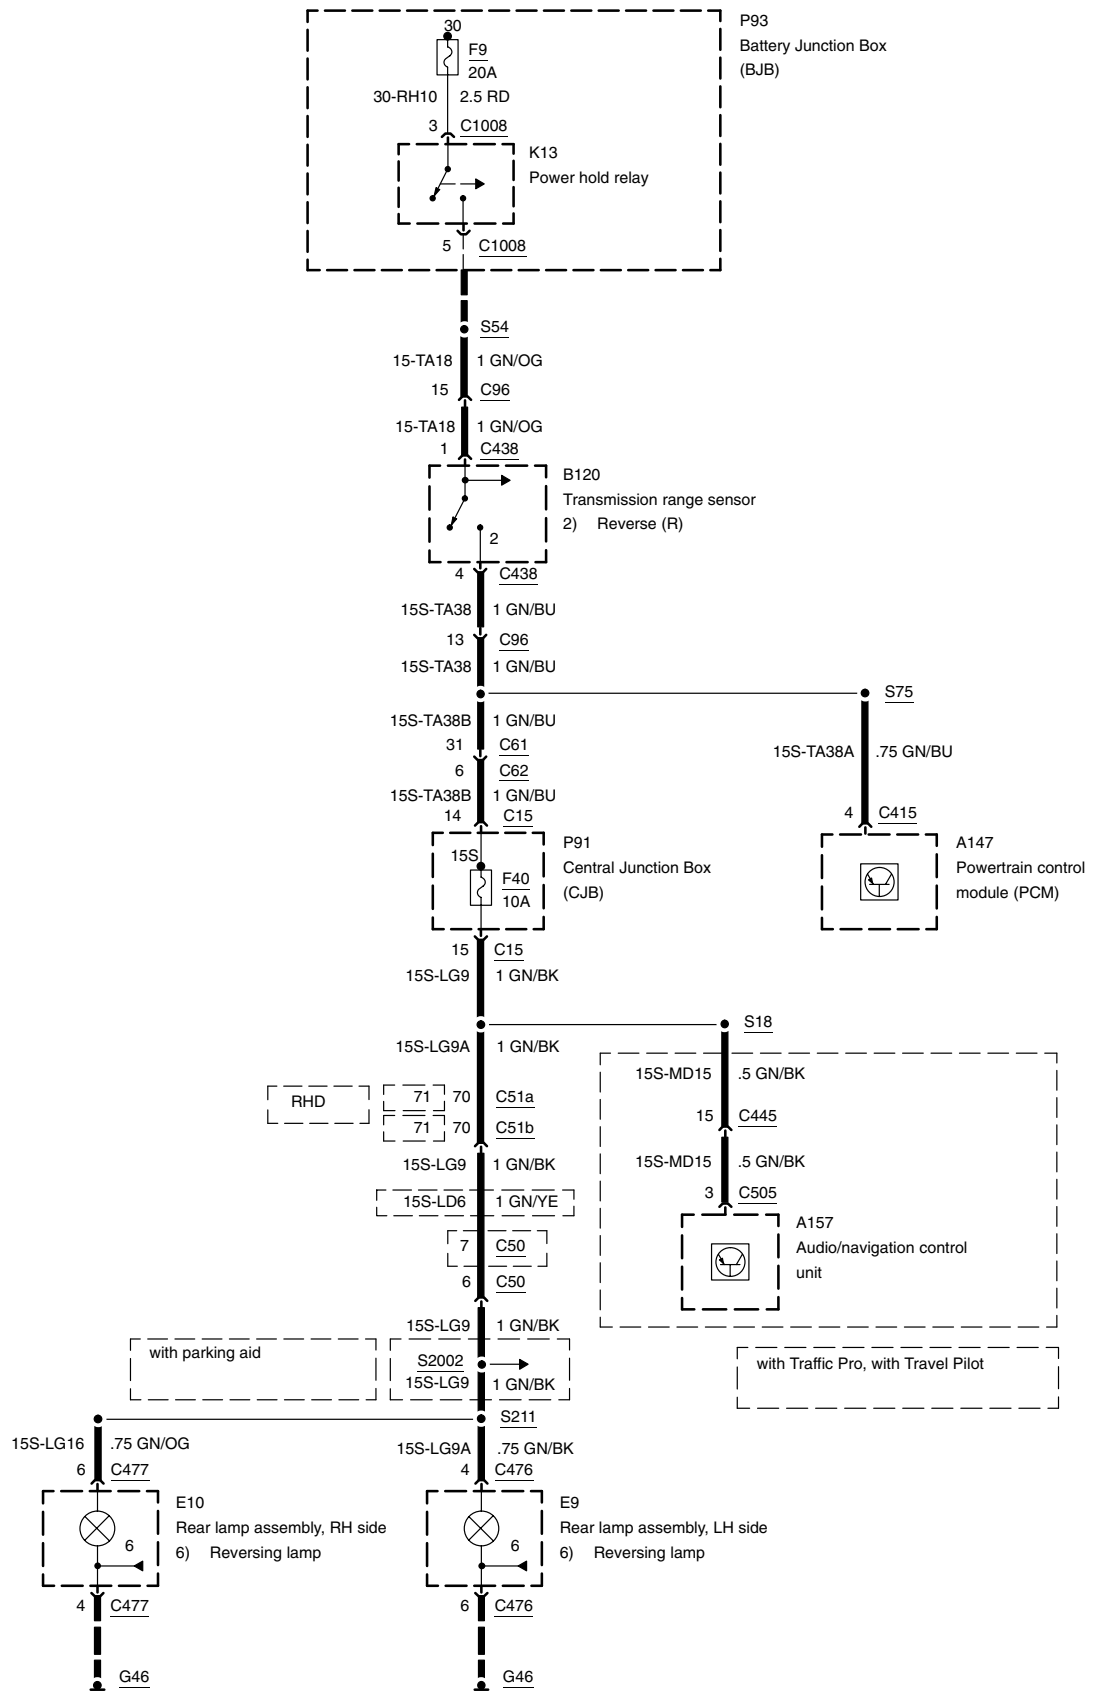 30
P93
Battery Junction Box
(BJB)
F9
20A
30-RH10 2.5 RD
3 C1008
K13
Power hold relay
5 C1008
S54
15-TA18 1 GN/OG
15 C96
15-TA18 1 GN/OG
1 C438
B120
Transmission range sensor
2) Reverse (R)
2
4 C438
15S-TA38 1 GN/BU
13 C96
15S-TA38 1 GN/BU
S75
15S-TA38B 1 GN/BU
31 C61
6 C62
15S-TA38B 1 GN/BU
14 C15
15S-TA38A .75 GN/BU
4 C415
P91
Central Junction Box
(CJB)
15S
F40
10A
A147
Powertrain control
module (PCM)
15 C15
15S-LG9 1 GN/BK
S18
15S-LG9A 1 GN/BK
RHD
71 70 C51a
71 70 C51b
15S-LG9 1 GN/BK
15S-LD6 1 GN/YE
7 C50
6 C50
15S-MD15 .5 GN/BK
15 C445
15S-MD15 .5 GN/BK
3 C505
A157
Audio/navigation control
unit
15S-LG9 1 GN/BK
with parking aid
S2002
15S-LG9 1 GN/BK
with Traffic Pro, with Travel Pilot
S211
15S-LG16 .75 GN/OG
6 C477
15S-LG9A .75 GN/BK
4 C476
E10
Rear lamp assembly, RH side
6) Reversing lamp
6
E9
Rear lamp assembly, LH side
6) Reversing lamp
6
4 C477
6 C476
G46
G46